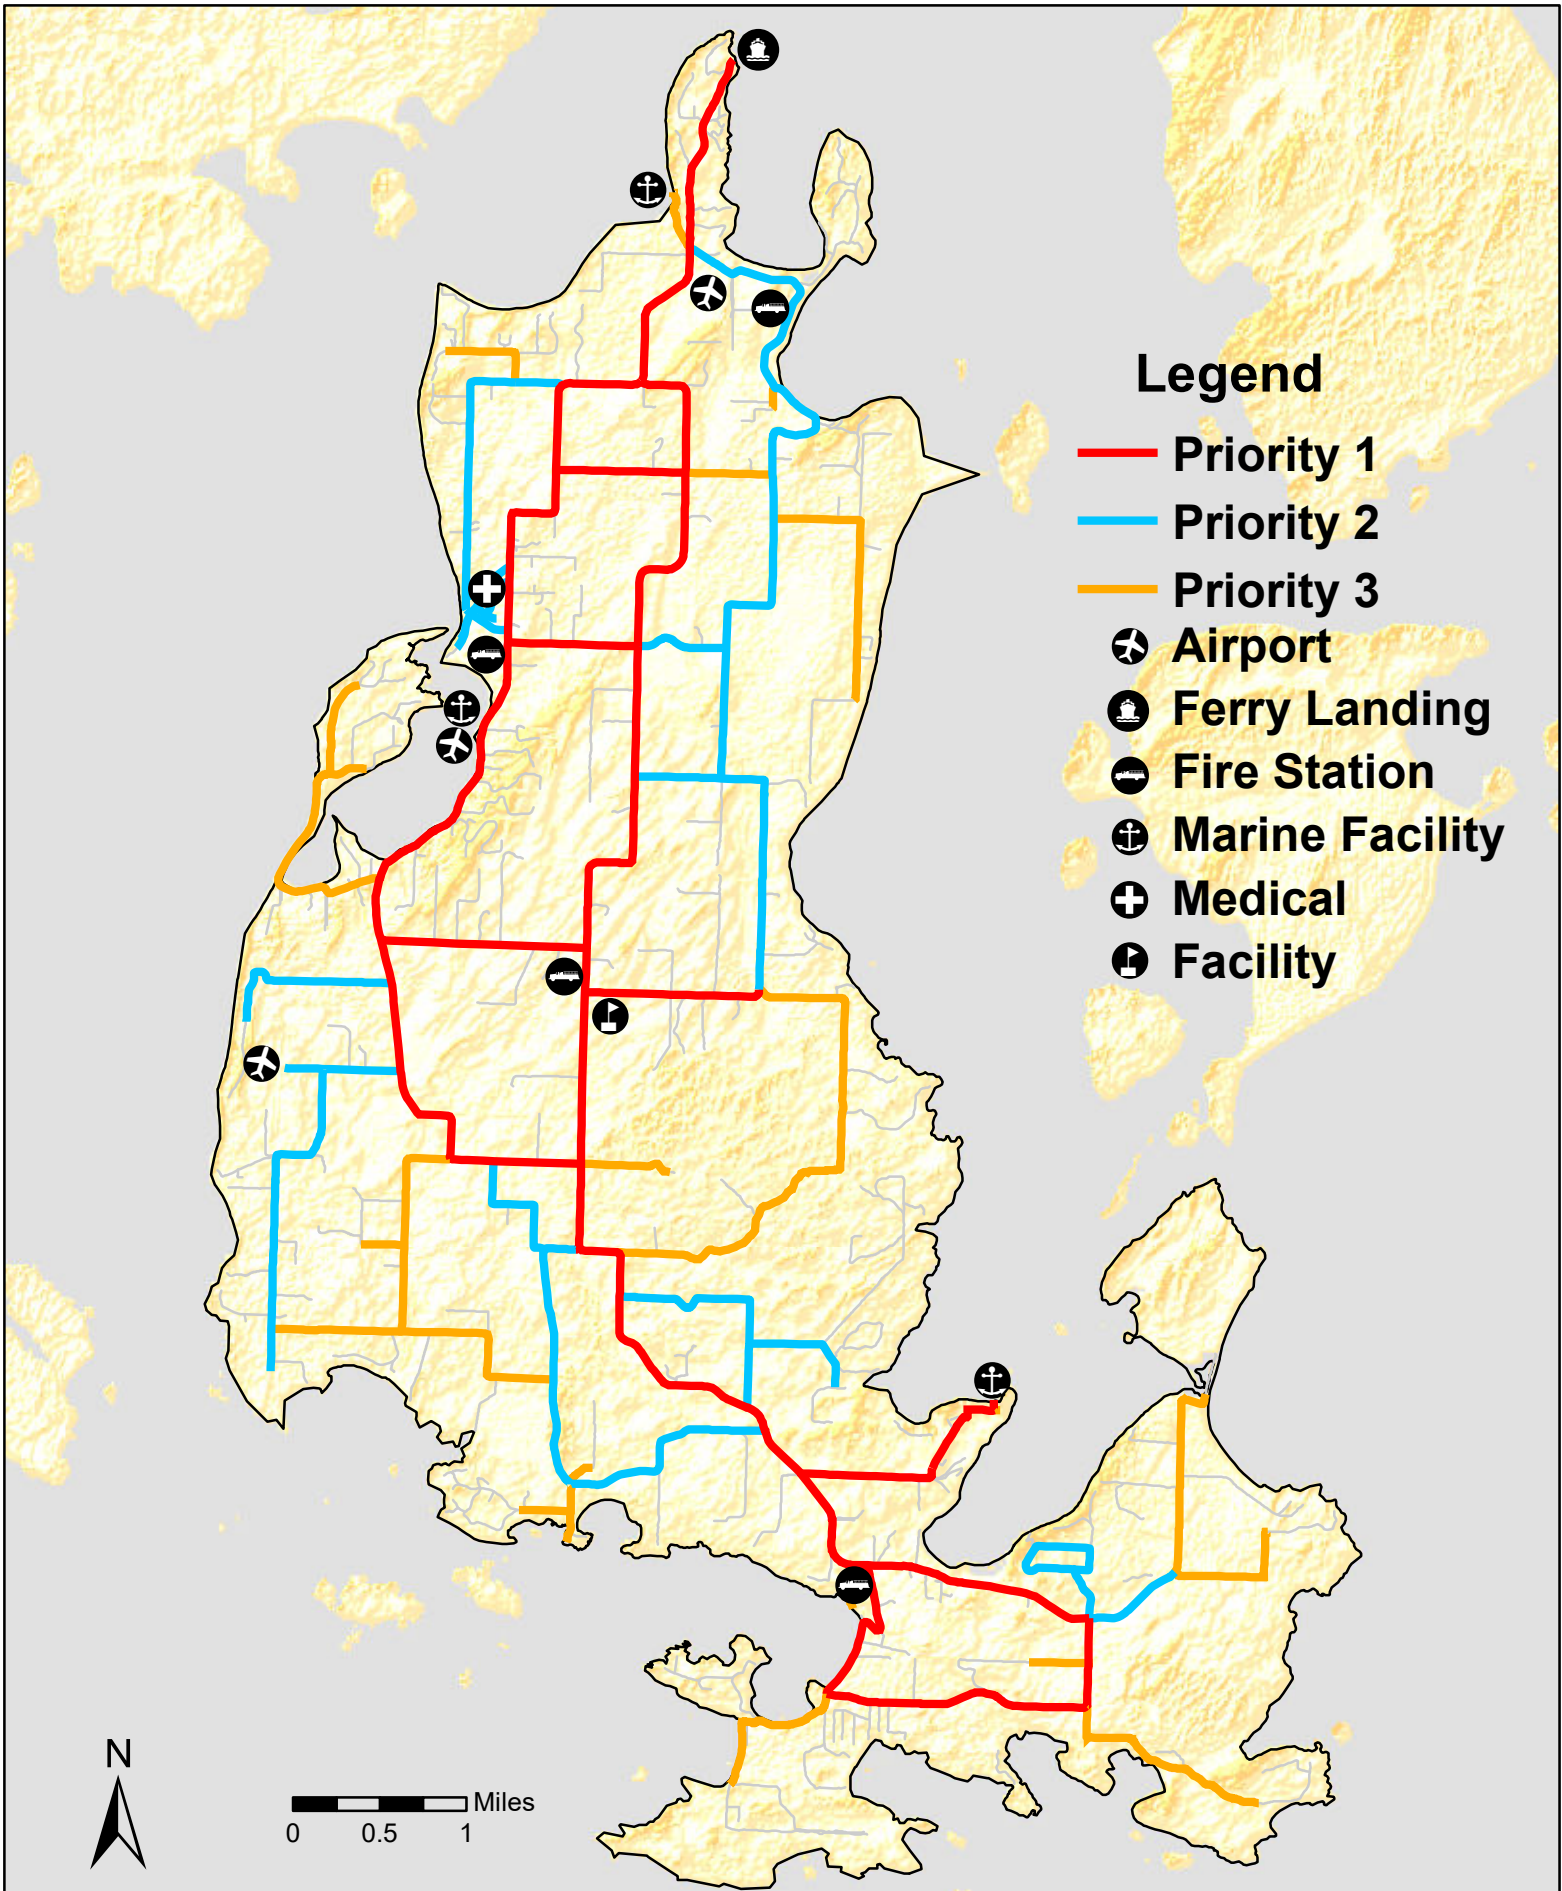 Legend
Priority 1
Priority 2
Priority 3
Airport
Ferry Landing
Fire Station
Marine Facility
Medical
Facility
N
Miles
0 0.5 1